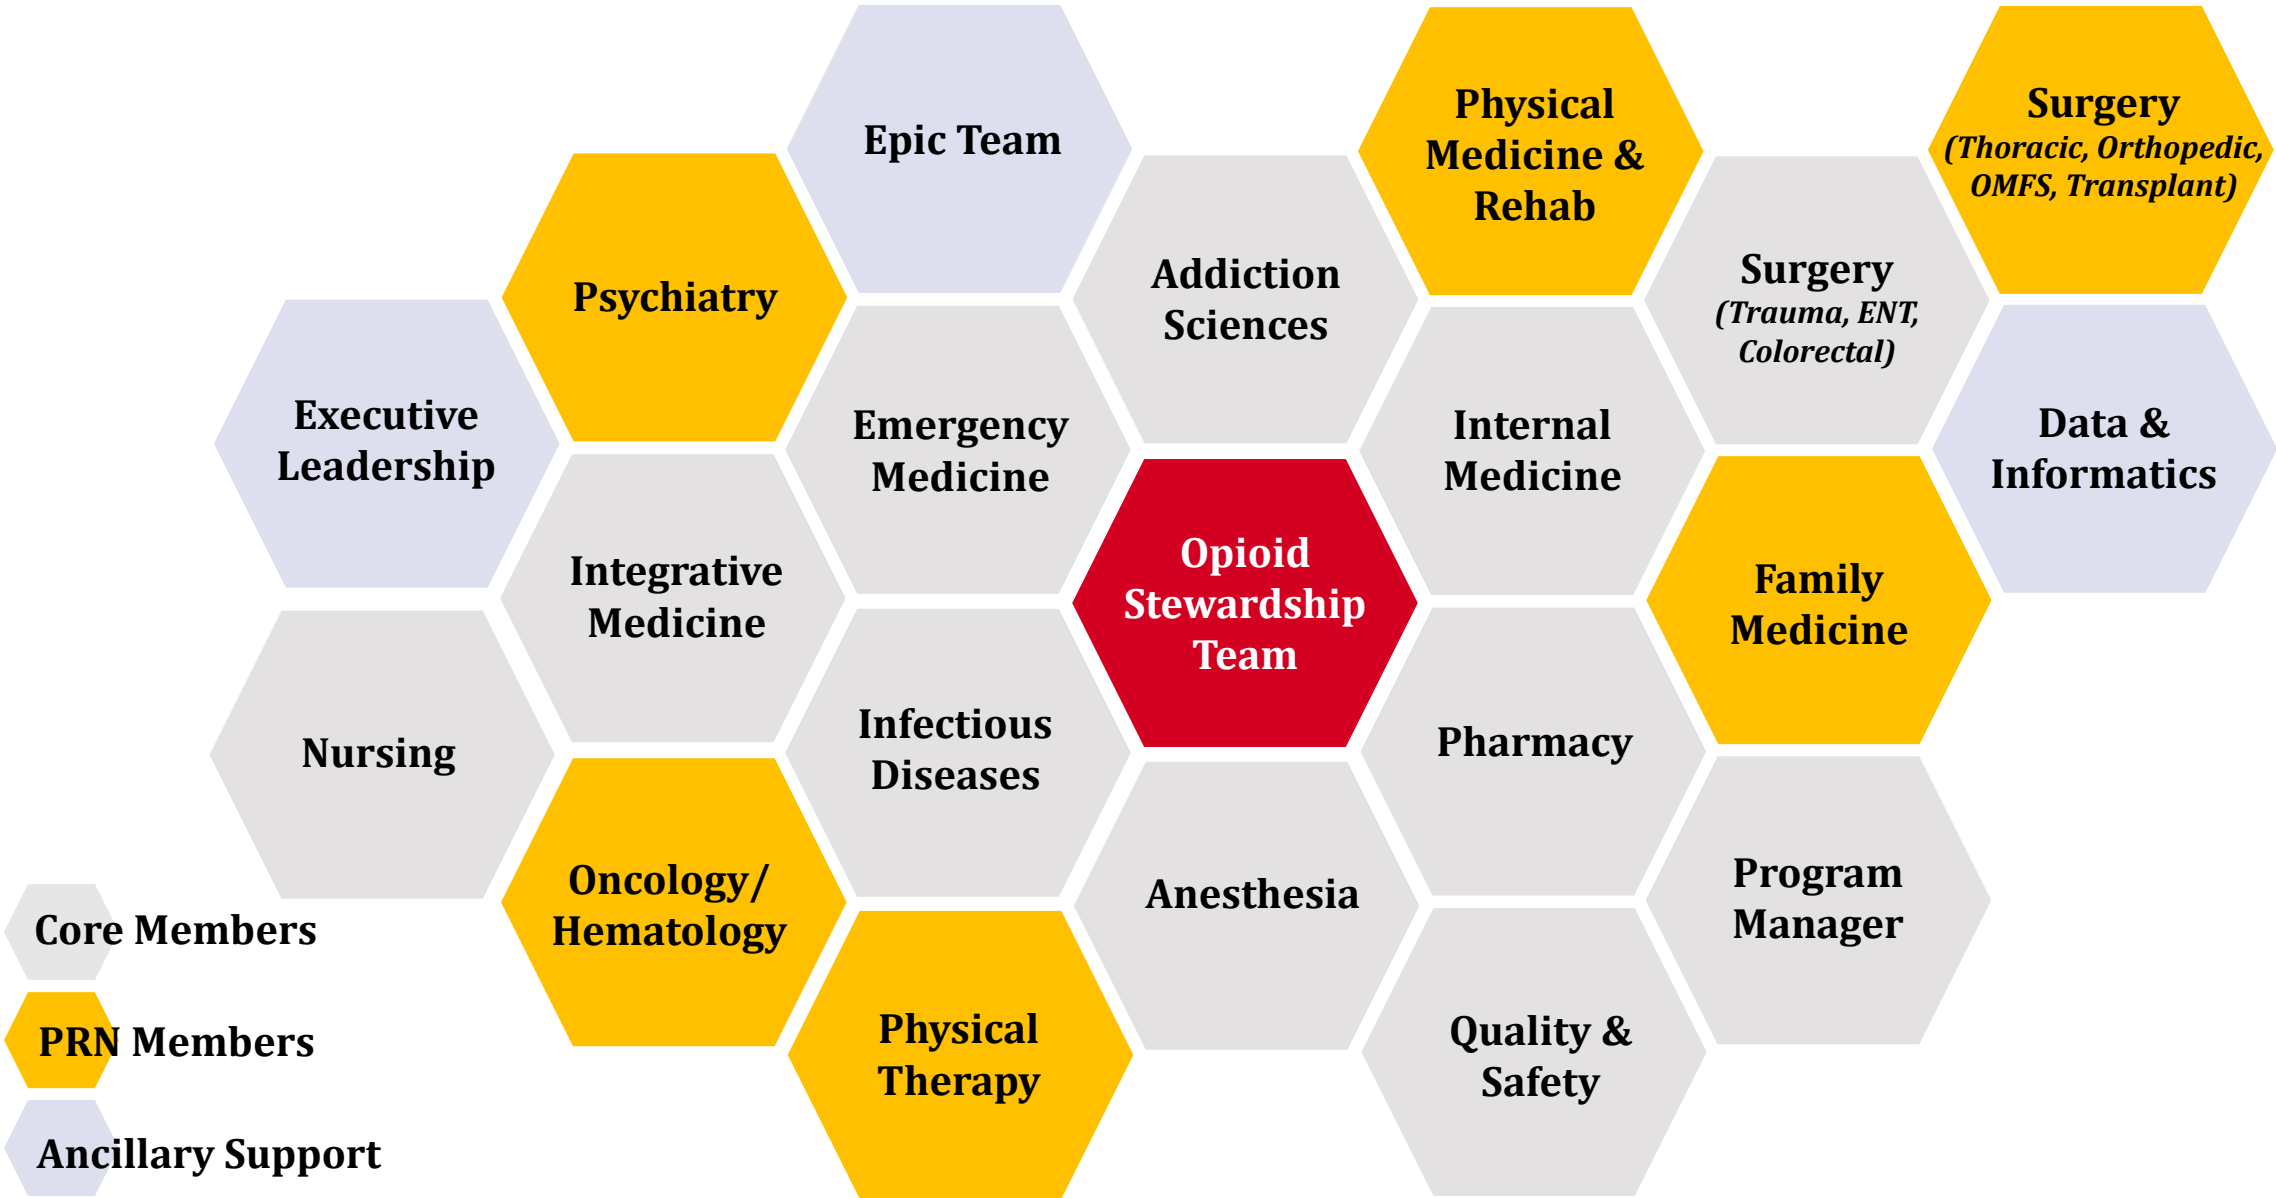 Epic Team
Physical
Medicine &
Rehab
Surgery
(Thoracic, Orthopedic,
OMFS, Transplant)
Psychiatry
Addiction
Sciences
Surgery
(Trauma, ENT,
Colorectal)
Executive
Leadership
Emergency
Medicine
Internal
Medicine
Data &
Informatics
Integrative
Medicine
Opioid
Stewardship
Team
Family
Medicine
Nursing
Infectious
Diseases
Pharmacy
Oncology/
Hematology
Anesthesia
Program
Manager
Physical
Therapy
Quality &
Safety
Core Members
PRN Members
Ancillary Support